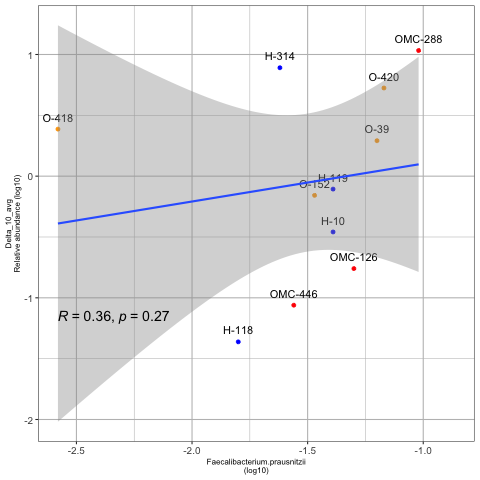 OMC-288
H-314
O-420
O-418
O-39
H-119
O-152
H-10
OMC-126
OMC-446
R = 0.36, p = 0.27
H-118
1
0
-1
-2
-2.5
-2.0
-1.5
-1.0
Delta_10_avg
Relative abundance (log10)
Faecalibacterium.prausnitzii
(log10)